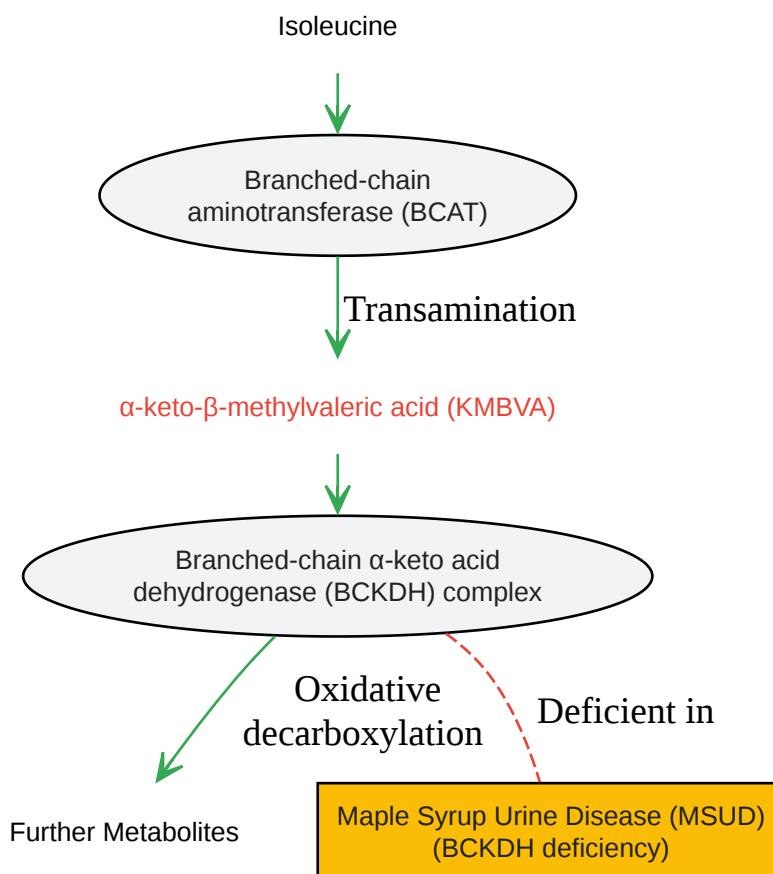 Isoleucine
Branched-chain
aminotransferase (BCAT)
Transamination
α-keto-β-methylvaleric acid (KMBVA)
Branched-chain α-keto acid
dehydrogenase (BCKDH) complex
Oxidative
decarboxylation
Deficient in
Further Metabolites
Maple Syrup Urine Disease (MSUD)
(BCKDH deficiency)